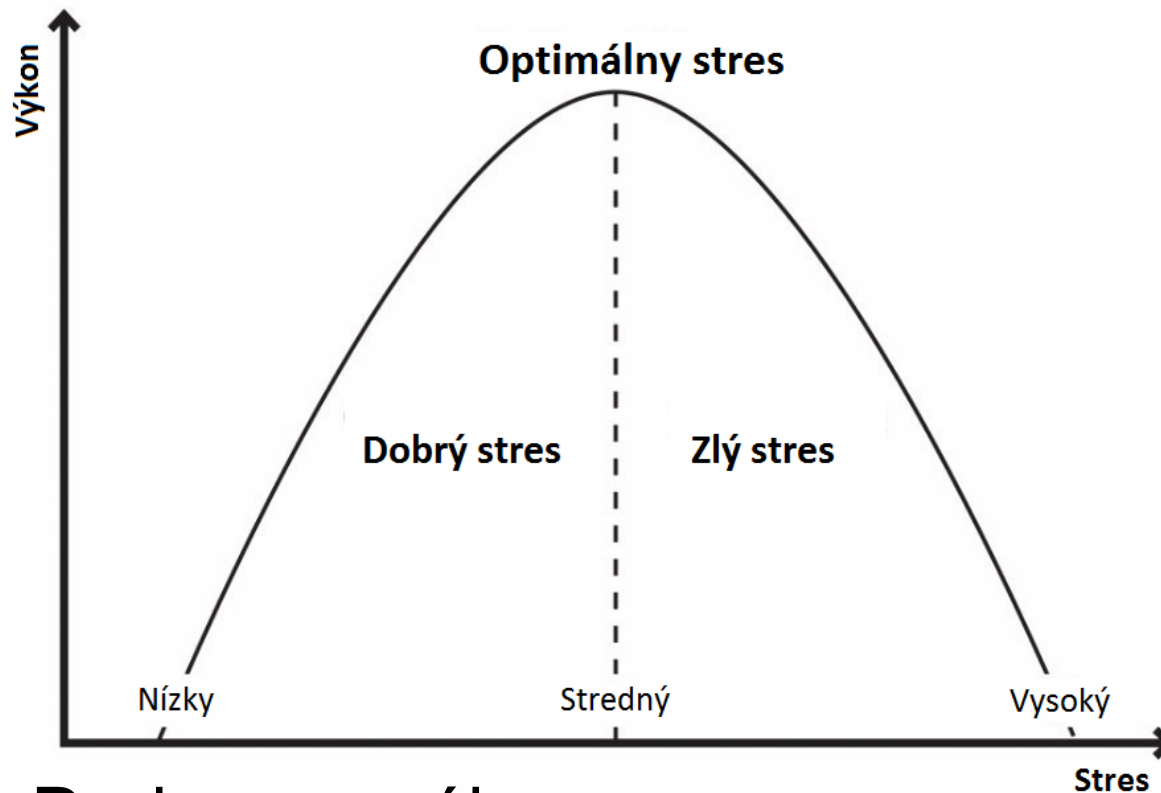 Výkon
Optimálny stres
Dobrý stres
Zlý stres
Nízky
Stredný
Vysoký
Stres